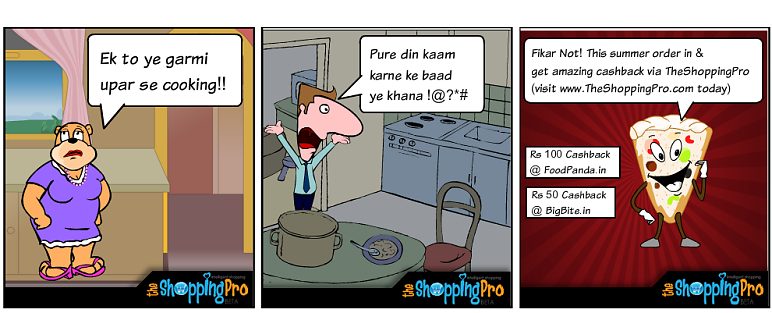 Ek to ye garmi
upar se cooking!!
intelligent shopping
the ShoppingPro
BETA
Pure din kaam
karne ke baad
ye khana !@?*#
intelligent shopping
the ShoppingPro
BETA
Fikar Not! This summer order in &
get amazing cashback via TheShoppingPro
(visit www.TheShoppingPro.com today)
Rs 100 Cashback
@ FoodPanda.in
Rs 50 Cashback
@ BigBite.in
intelligent shopping
the ShoppingPro
BETA